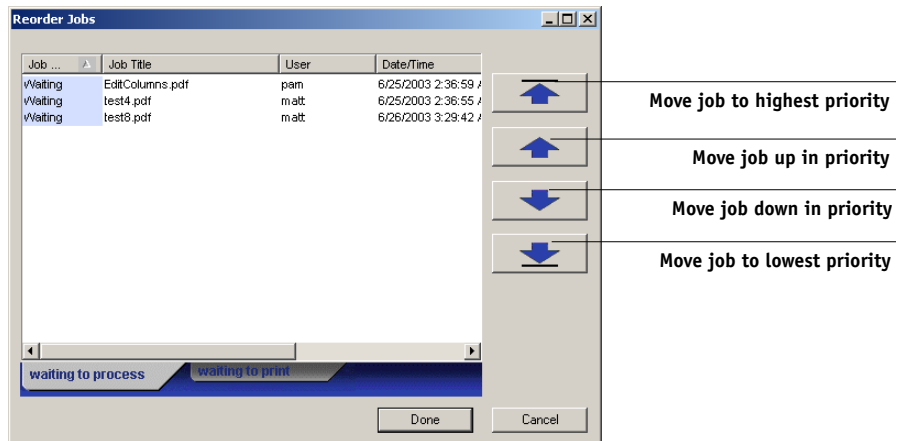 Reorder Jobs
Job ... Job Title User Date/Time
Waiting EditColumns.pdf pam 6/25/2003 2:36:59
Waiting test4.pdf matt 6/25/2003 2:36:55
Waiting test8.pdf matt 6/26/2003 3:29:42
Move job to highest priority
Move job up in priority
Move job down in priority
Move job to lowest priority
waiting to process waiting to print
Done Cancel